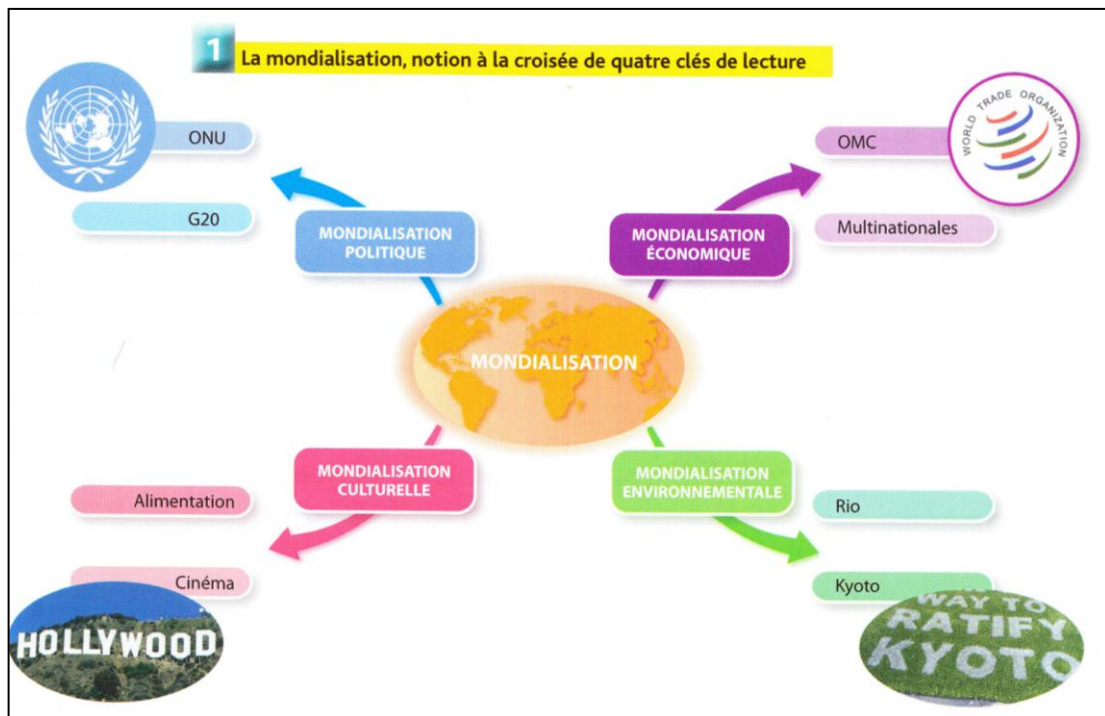 1 La mondialisation, notion à la croisée de quatre clés de lecture
ONU
G20
MONDIALISATION
POLITIQUE
MONDIALISATION
ÉCONOMIQUE
OMC
Multinationales
WORLD TRADE ORGANIZATION
MONDIALISATION
MONDIALISATION
CULTURELLE
Alimentation
Cinéma
HOLLYWOOD
MONDIALISATION
ENVIRONNEMENTALE
Rio
Kyoto
WAY TO
RATIFY
KYOTO